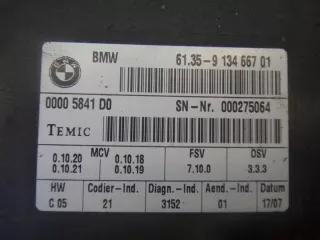 BMW 61.35-9 134 667 01
0000 5841 D0 SN-Nr. 000275064
TEMIC
MCV FSV OSV
0.10.20 0.10.18 7.10.0 3.3.3
0.10.21 0.10.19
HW Codier-Ind. Diagn.-Ind. Aend.-Ind. Datum
C 05 21 3152 01 17/07